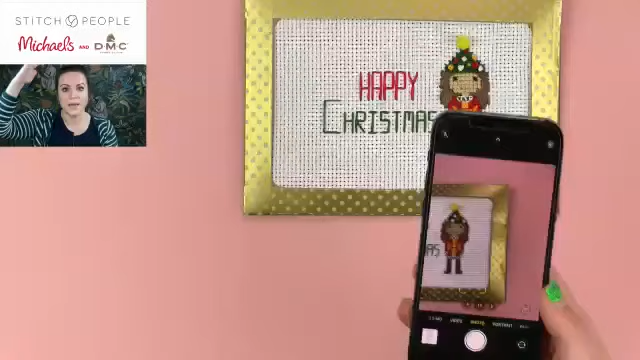 STITCH PEOPLE
Michaels AND DMC
HAPPY
CHRISTMAS
AS